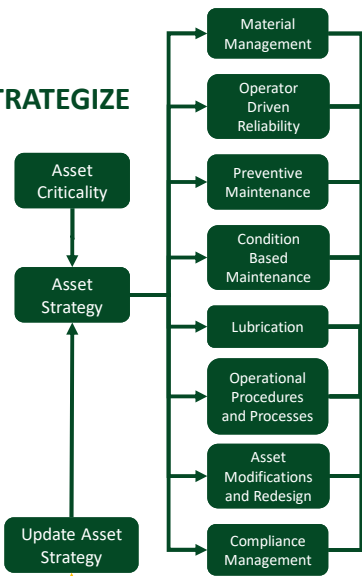 TRATEGIZE
Asset
Criticality
Asset
Strategy
Update Asset
Strategy
Material
Management
Operator
Driven
Reliability
Preventive
Maintenance
Condition
Based
Maintenance
Lubrication
Operational
Procedures
and Processes
Asset
Modifications
and Redesign
Compliance
Management